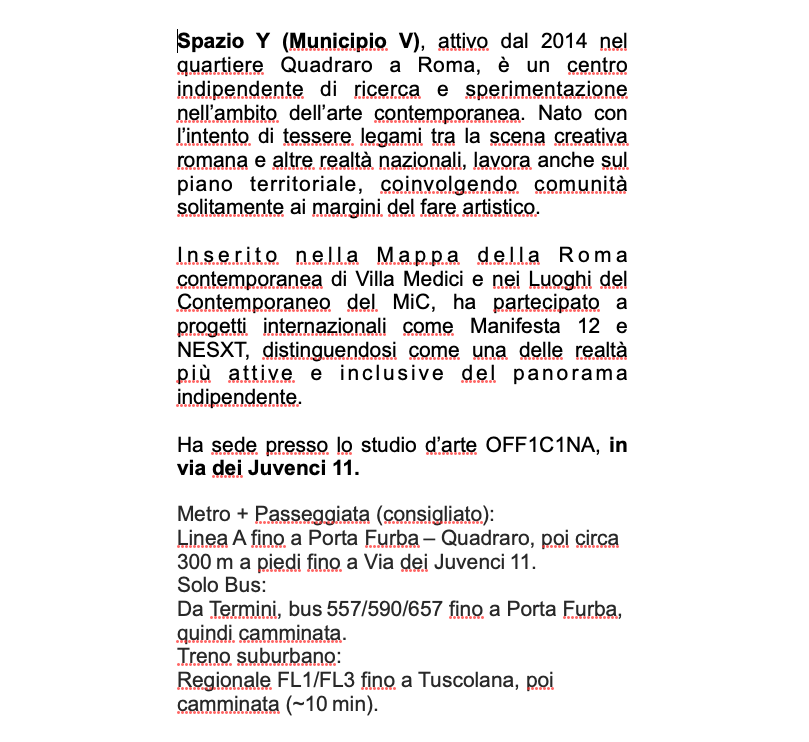 Spazio Y (Municipio V), attivo dal 2014 nel
quartiere Quadraro a Roma, è un centro
indipendente di ricerca e sperimentazione
nell'ambito dell'arte contemporanea. Nato con
l'intento di tessere legami tra la scena creativa
romana e altre realtà nazionali, lavora anche sul
piano territoriale, coinvolgendo comunità
solitamente ai margini del fare artistico.
Inserito nella Mappa della Roma
contemporanea di Villa Medici e nei Luoghi del
Contemporaneo del MiC, ha partecipato a
progetti internazionali come Manifesta 12 e
NESXT, distinguendosi come una delle realtà
più attive e inclusive del panorama
indipendente.
Ha sede presso lo studio d'arte OFF1C1NA, in
via dei Juvenci 11.
Metro + Passeggiata (consigliato):
Linea A fino a Porta Furba – Quadraro, poi circa
300 m a piedi fino a Via dei Juvenci 11.
Solo Bus:
Da Termini, bus 557/590/657 fino a Porta Furba,
quindi camminata.
Treno suburbano:
Regionale FL1/FL3 fino a Tuscolana, poi
camminata (~10 min).